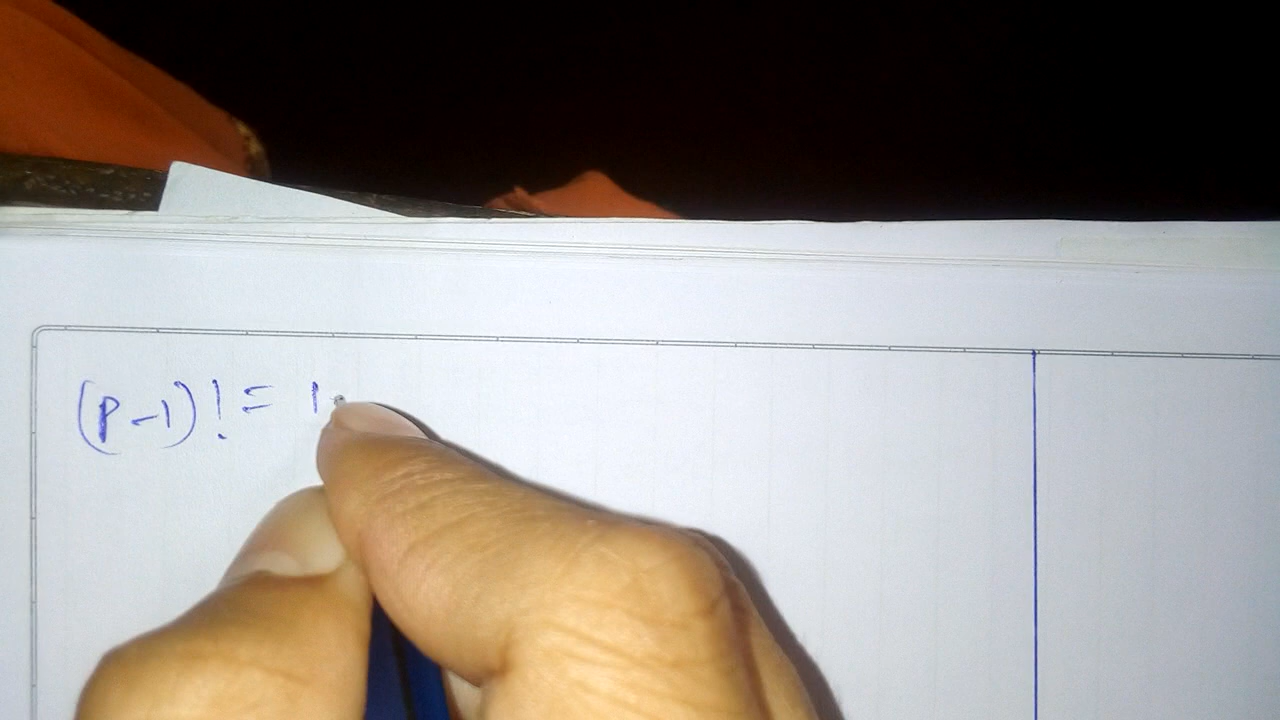 (P-1)! = 1.